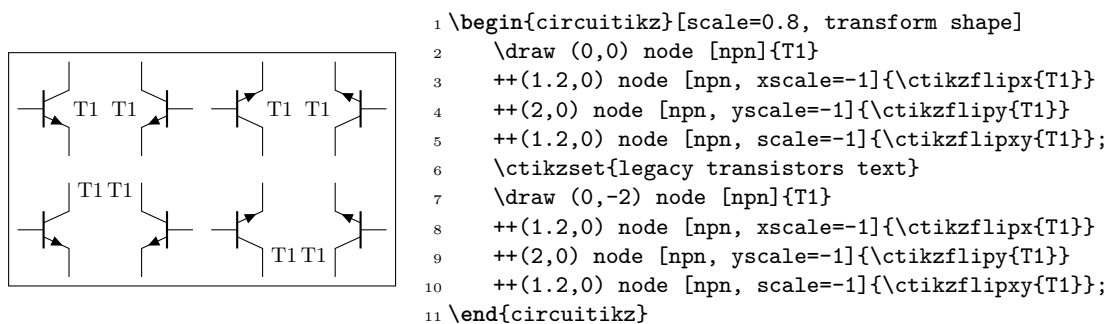 T1 T1 T1 T1
T1 T1
T1 T1
1 \begin{circuitikz}[scale=0.8, transform shape]
2 \draw (0,0) node [npn]{T1}
3 ++(1.2,0) node [npn, xscale=-1]{\ctikzflipx{T1}}
4 ++(2,0) node [npn, yscale=-1]{\ctikzflipy{T1}}
5 ++(1.2,0) node [npn, scale=-1]{\ctikzflipxy{T1}};
6 \ctikzset{legacy transistors text}
7 \draw (0,-2) node [npn]{T1}
8 ++(1.2,0) node [npn, xscale=-1]{\ctikzflipx{T1}}
9 ++(2,0) node [npn, yscale=-1]{\ctikzflipy{T1}}
10 ++(1.2,0) node [npn, scale=-1]{\ctikzflipxy{T1}};
11 \end{circuitikz}